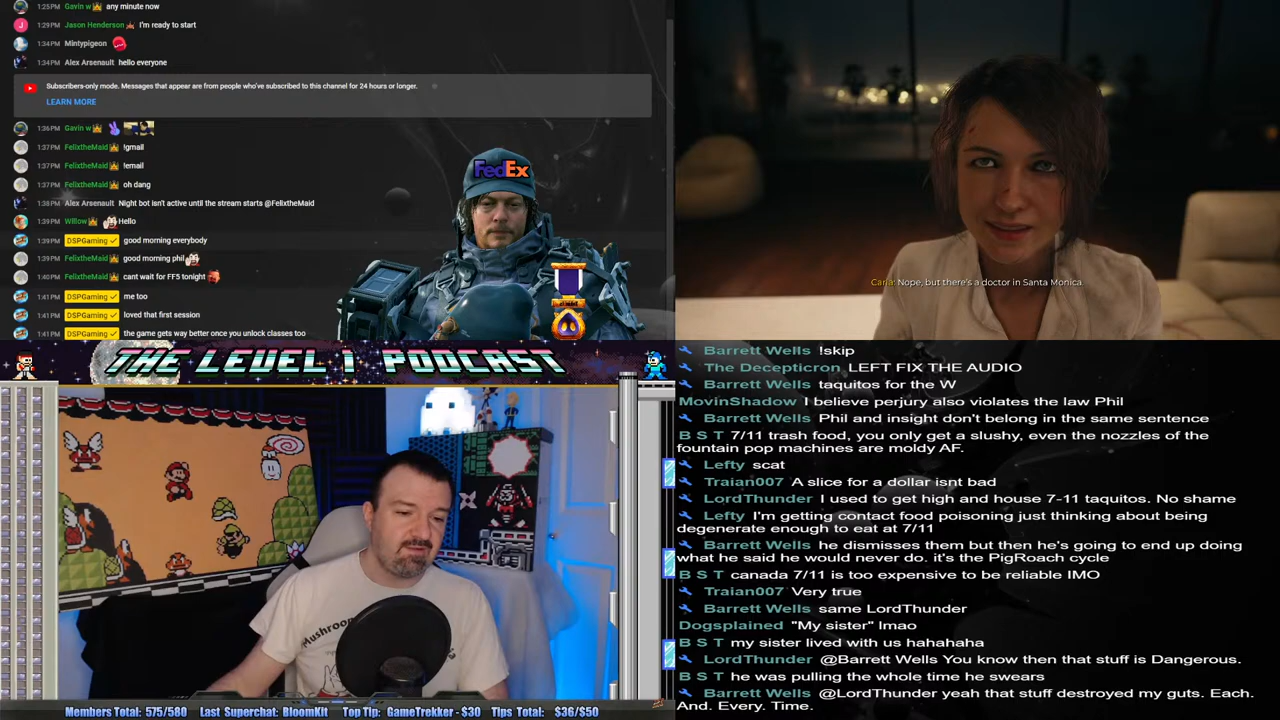 1:25PM Gavin w any minute now
1:29PM Jason Henderson I'm ready to start
1:34PM Mintypigeon
1:34PM Alex Arsenault hello everyone
Subscribers-only mode. Messages that appear are from people who've subscribed to this channel for 24 hours or longer.
LEARN MORE
1:36PM Gavin w
1:37PM FelixtheMaid !gmail
1:37PM FelixtheMaid !email
1:37PM FelixtheMaid oh dang
1:38PM Alex Arsenault Night bot isn't active until the stream starts @FelixtheMaid
1:39PM Willow Hello
1:39PM DSPGaming good morning everybody
1:39PM FelixtheMaid good morning phil
1:40PM FelixtheMaid cant wait for FF5 tonight
1:41PM DSPGaming me too
1:41PM DSPGaming loved that first session
1:41PM DSPGaming the game gets way better once you unlock classes too
FedEx
Carla: Nope, but there's a doctor in Santa Monica.
THE LEVEL 1 PODCAST
Mushroom
Barrett Wells !skip
The Decepticron LEFT FIX THE AUDIO
Barrett Wells taquitos for the W
MovinShadow I believe perjury also violates the law Phil
Barrett Wells Phil and insight don't belong in the same sentence
B S T 7/11 trash food, you only get a slushy, even the nozzles of the
fountain pop machines are moldy AF.
Lefty scat
Traian007 A slice for a dollar isnt bad
LordThunder I used to get high and house 7-11 taquitos. No shame
Lefty I'm getting contact food poisoning just thinking about being
degenerate enough to eat at 7/11
Barrett Wells he dismisses them but then he's going to end up doing
what he said he would never do. it's the PigRoach cycle
B S T canada 7/11 is too expensive to be reliable IMO
Traian007 Very true
Barrett Wells same LordThunder
Dogsplained "My sister" lmao
B S T my sister lived with us hahahaha
LordThunder @Barrett Wells You know then that stuff is Dangerous.
B S T he was pulling the whole time he swears
Barrett Wells @LordThunder yeah that stuff destroyed my guts. Each.
And. Every. Time.
Members Total: 575/580 Last Superchat: BloomKit Top Tip: GameTrekker - $30 Tips Total: $36/$50